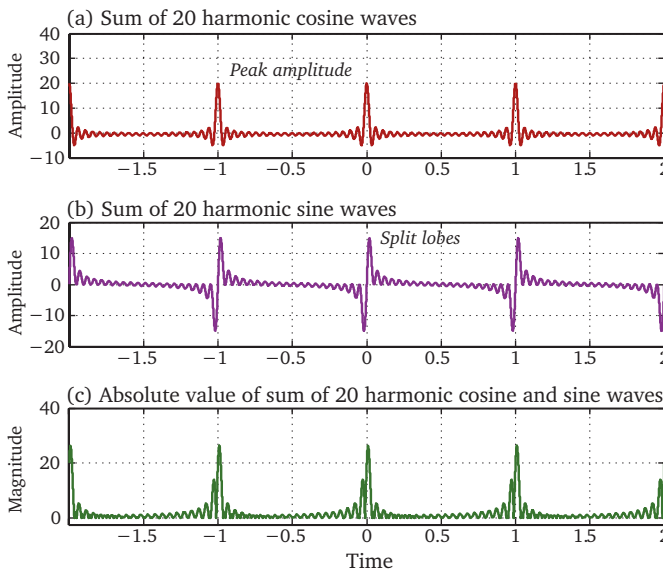 (a) Sum of 20 harmonic cosine waves
40
30
20
10
0
−10
Amplitude
Peak amplitude
−1.5 −1 −0.5 0 0.5 1 1.5 2
(b) Sum of 20 harmonic sine waves
20
10
0
−10
−20
Amplitude
Split lobes
−1.5 −1 −0.5 0 0.5 1 1.5 2
(c) Absolute value of sum of 20 harmonic cosine and sine waves
40
20
0
Magnitude
−1.5 −1 −0.5 0 0.5 1 1.5 2
Time